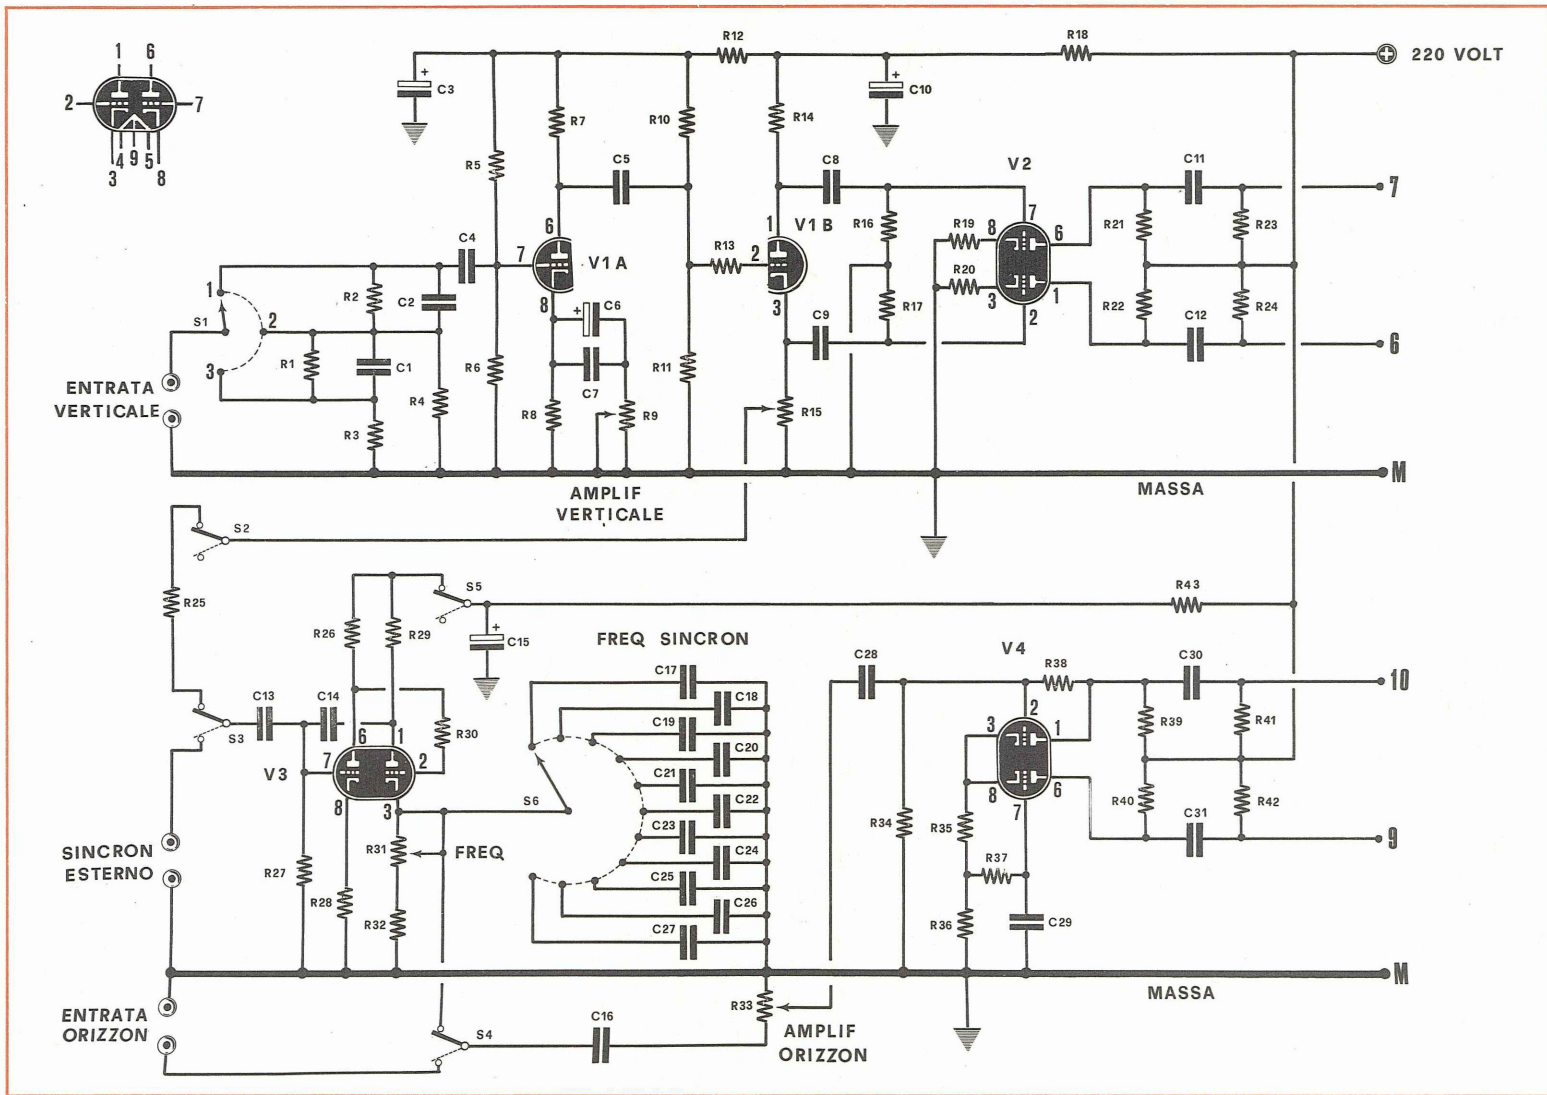 1 6
2 7
4 9 5
3 8
R12
R18
220 VOLT
C3
C10
R7
R10
R14
R5
C5
C8
V2
C11
7
V1B
R16
R19
8
7
6
R21
R23
C4
6
1
7
V1A
R13
2
R20
3
1
2
R22
R24
1
R2
C2
8
C6
3
C9
R17
C12
6
S1
2
3
R1
C1
R6
C7
R11
R15
ENTRATA
VERTICALE
R4
R8
R9
R3
M
AMPLIF
VERTICALE
MASSA
S2
R25
S5
R43
R26
R29
C15
FREQ SINCRON
V4
C17
C28
R38
C30
10
C13
C14
C18
S3
R30
C19
2
R39
R41
6
1
C20
3
1
V3
7
2
C21
8
3
S6
C22
8
6
R40
R42
7
C31
9
C23
R34
R35
SINCRON
ESTERNO
R31
FREQ
C24
R37
R27
C25
R28
R32
C26
R36
C29
C27
M
MASSA
ENTRATA
ORIZZON
R33
S4
C16
AMPLIF
ORIZZON